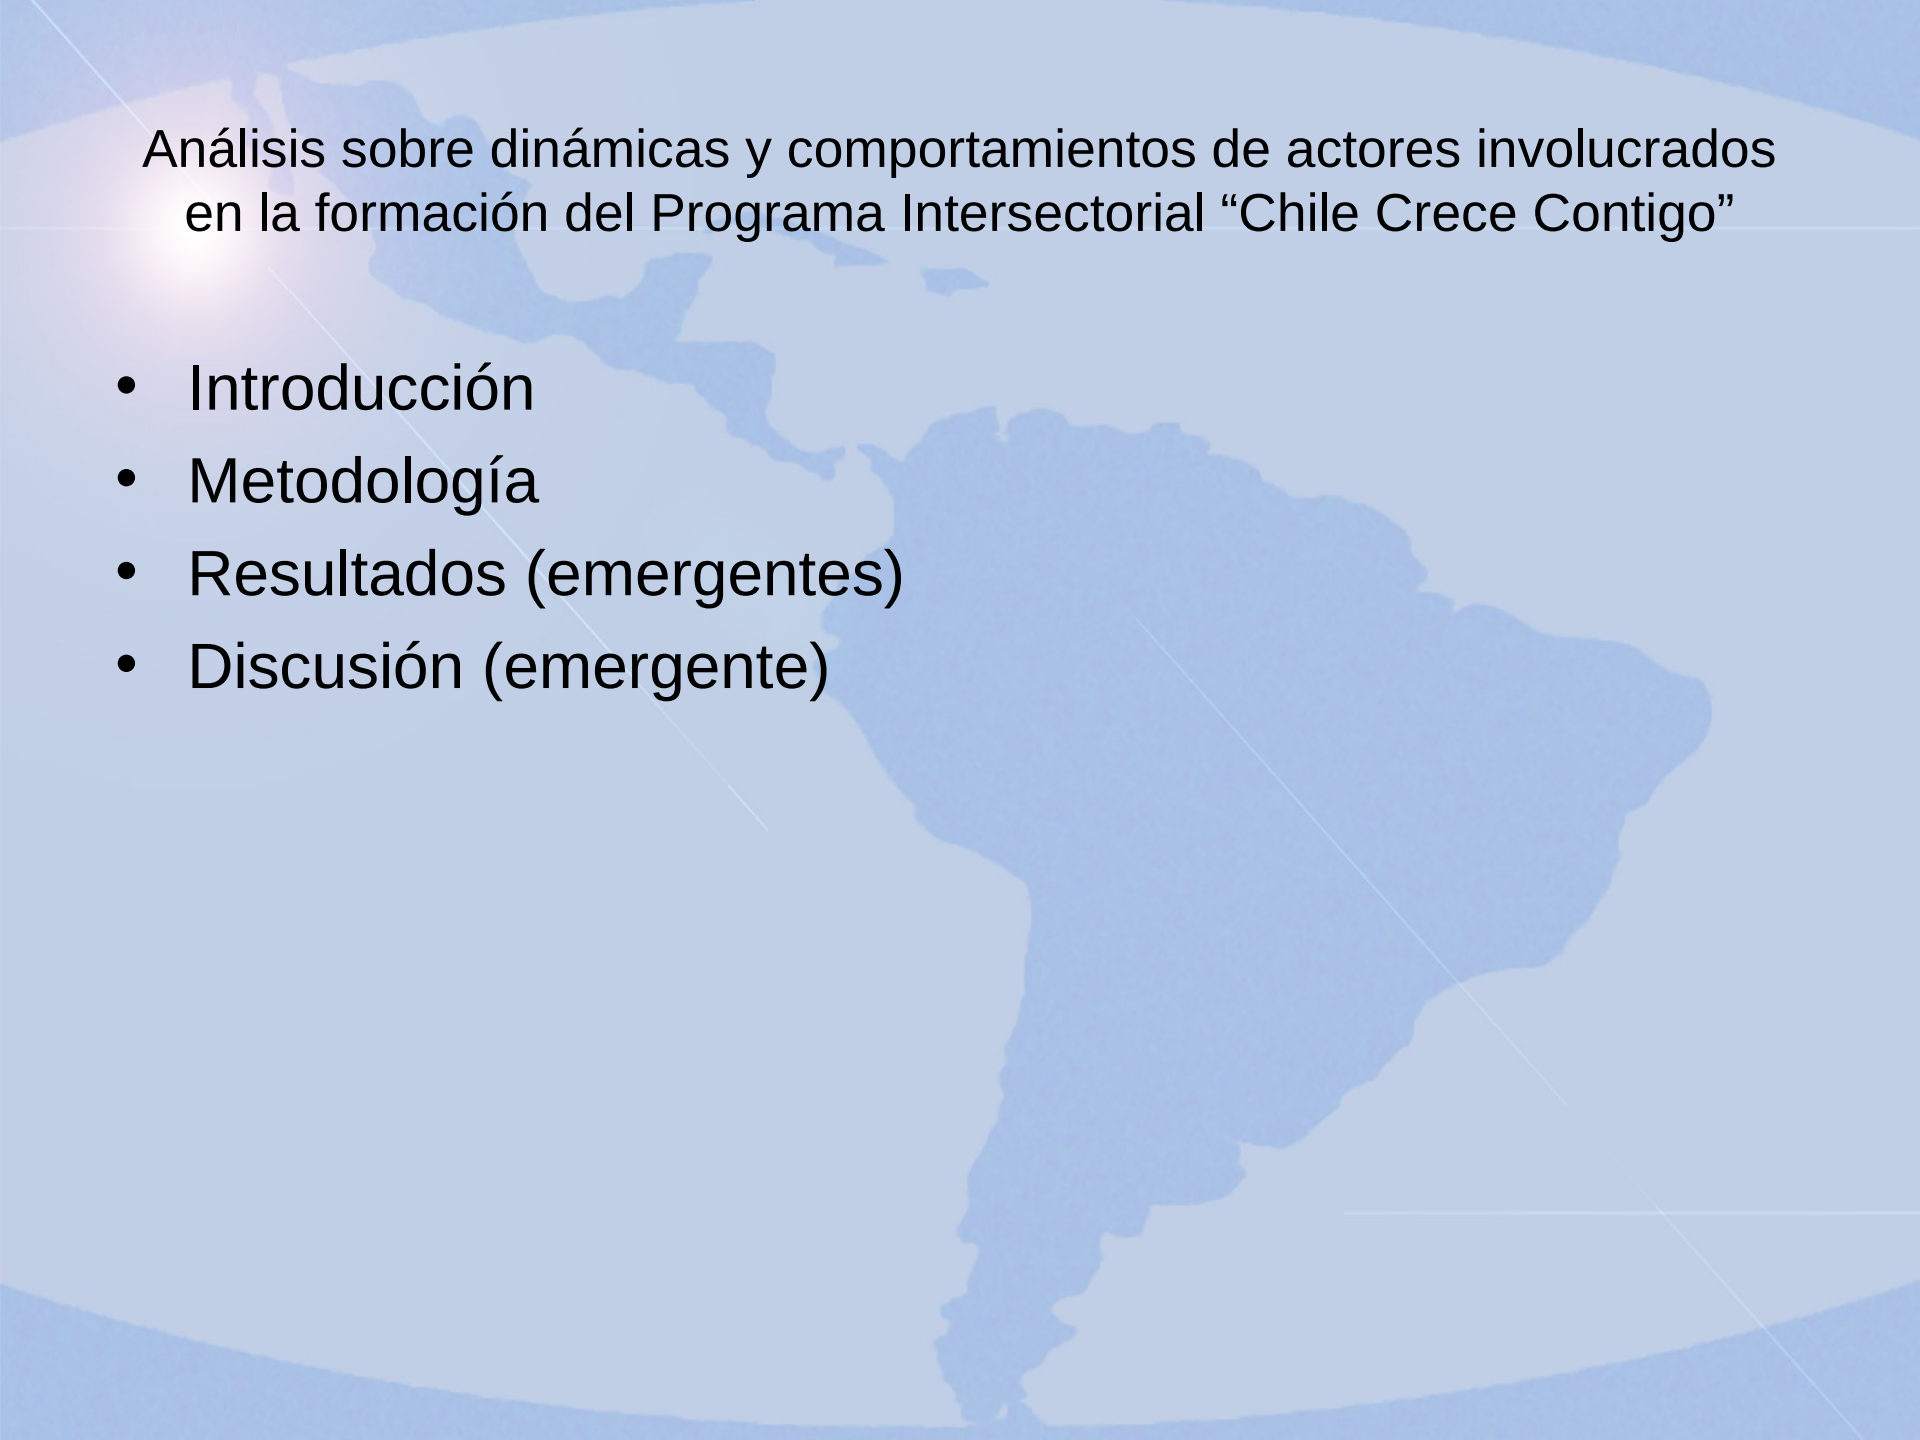 Análisis sobre dinámicas y comportamientos de actores involucrados
en la formación del Programa Intersectorial “Chile Crece Contigo”
• Introducción
• Metodología
• Resultados (emergentes)
• Discusión (emergente)